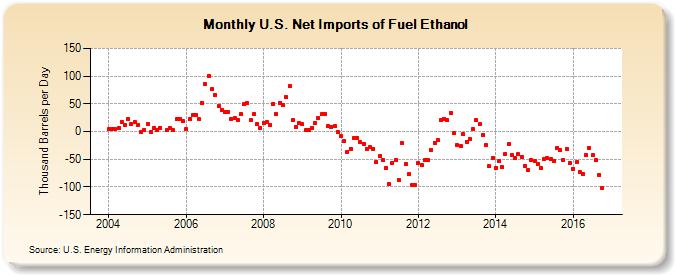 Monthly U.S. Net Imports of Fuel Ethanol
Thousand Barrels per Day
150
100
50
0
-50
-100
-150
2004 2006 2008 2010 2012 2014 2016
Source: U.S. Energy Information Administration